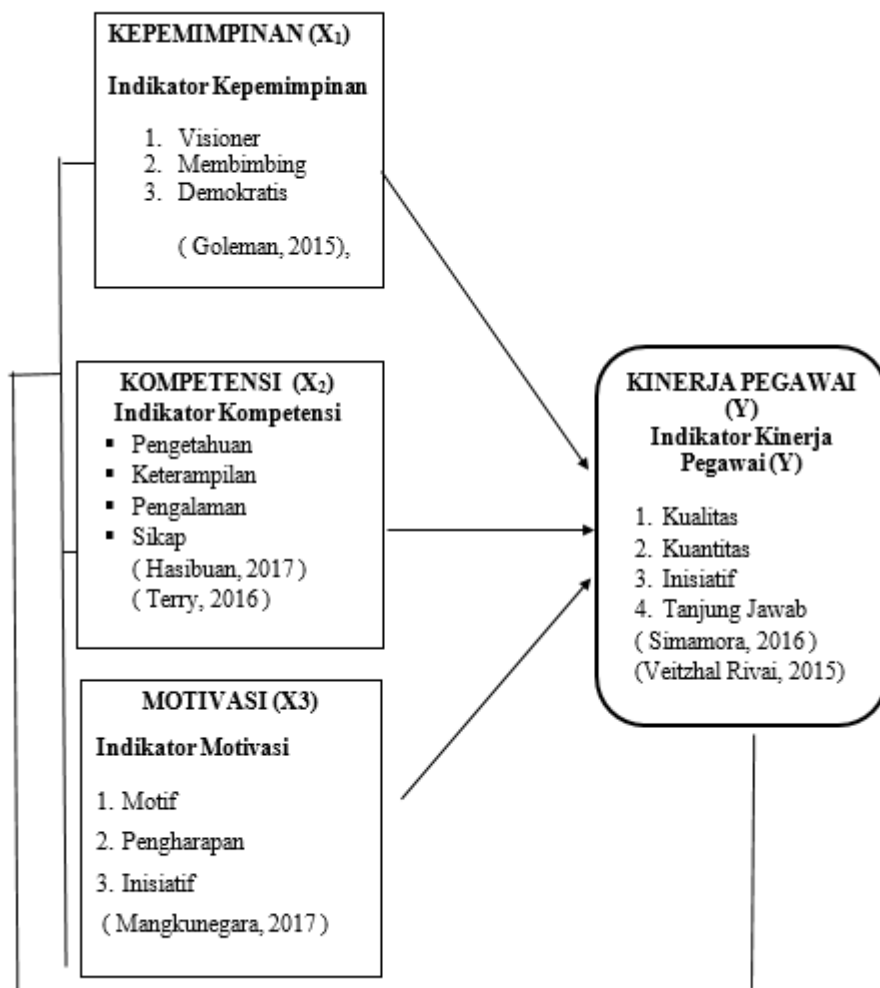 KEPEMIMPINAN (X₁)
Indikator Kepemimpinan
1. Visioner
2. Membimbing
3. Demokratis
( Goleman, 2015),
KOMPETENSI (X₂)
Indikator Kompetensi
▪ Pengetahuan
▪ Keterampilan
▪ Pengalaman
▪ Sikap
( Hasibuan, 2017 )
( Terry, 2016 )
MOTIVASI (X3)
Indikator Motivasi
1. Motif
2. Pengharapan
3. Inisiatif
( Mangkunegara, 2017 )
KINERJA PEGAWAI
(Y)
Indikator Kinerja
Pegawai (Y)
1. Kualitas
2. Kuantitas
3. Inisiatif
4. Tanjung Jawab
( Simamora, 2016 )
(Veitzhal Rivai, 2015)